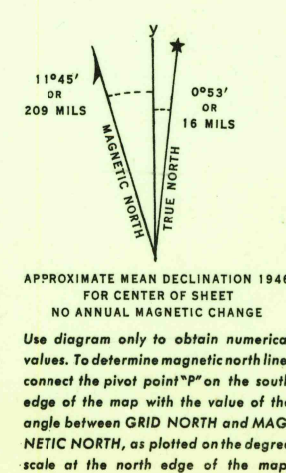 y
11°45'
OR
209 MILS
0°53'
OR
16 MILS
MAGNETIC NORTH
TRUE NORTH
APPROXIMATE MEAN DECLINATION 1946
FOR CENTER OF SHEET
NO ANNUAL MAGNETIC CHANGE
Use diagram only to obtain numerical
values. To determine magnetic north line,
connect the pivot point "P" on the south
edge of the map with the value of the
angle between GRID NORTH and MAG-
NETIC NORTH, as plotted on the degree
scale at the north edge of the map.